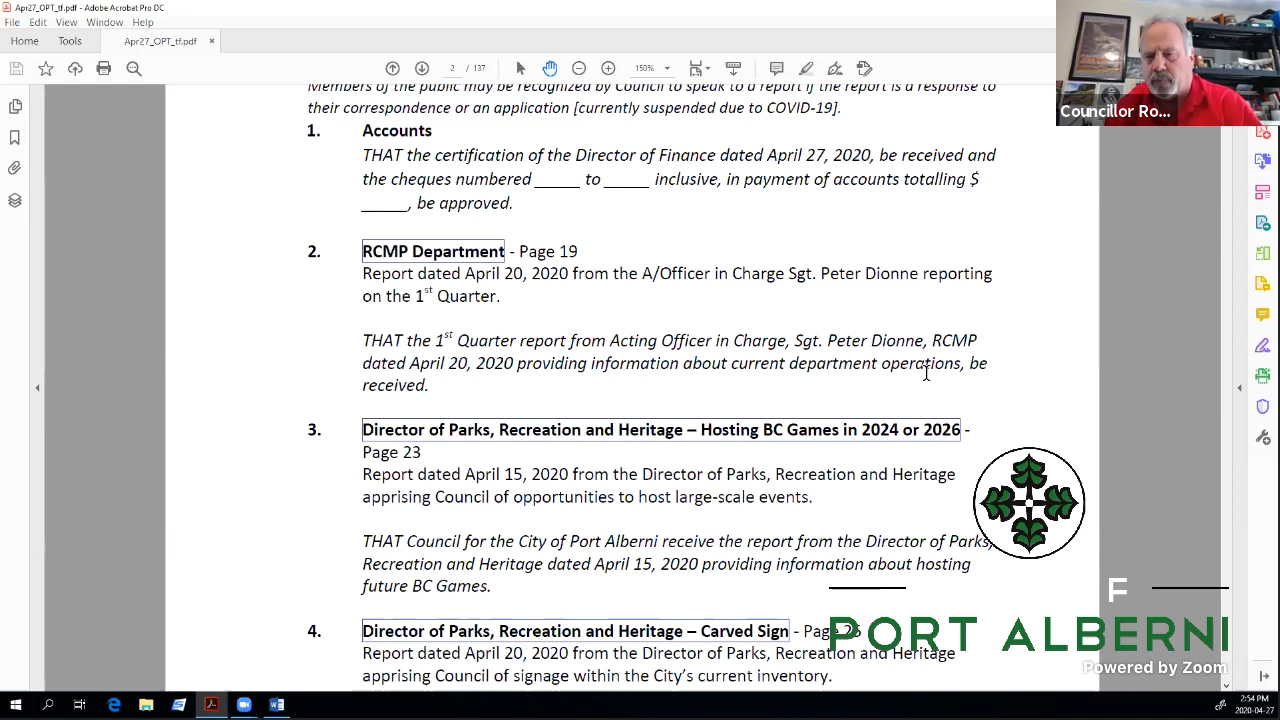 Apr27_OPT_tf.pdf - Adobe Acrobat Pro DC
File Edit View Window Help
Home Tools Apr27_OPT_tf.pdf ×
2 / 137 150%
Members of the public may be recognized by Council to speak to a report if the report is a response to
their correspondence or an application [currently suspended due to COVID-19].
1. Accounts
THAT the certification of the Director of Finance dated April 27, 2020, be received and
the cheques numbered _____ to _____ inclusive, in payment of accounts totalling $
_____, be approved.
2. RCMP Department - Page 19
Report dated April 20, 2020 from the A/Officer in Charge Sgt. Peter Dionne reporting
on the 1st Quarter.
THAT the 1st Quarter report from Acting Officer in Charge, Sgt. Peter Dionne, RCMP
dated April 20, 2020 providing information about current department operations, be
received.
3. Director of Parks, Recreation and Heritage – Hosting BC Games in 2024 or 2026 -
Page 23
Report dated April 15, 2020 from the Director of Parks, Recreation and Heritage
apprising Council of opportunities to host large-scale events.
THAT Council for the City of Port Alberni receive the report from the Director of Parks,
Recreation and Heritage dated April 15, 2020 providing information about hosting
future BC Games.
4. Director of Parks, Recreation and Heritage – Carved Sign - Page
Report dated April 20, 2020 from the Director of Parks, Recreation and Heritage
apprising Council of signage within the City's current inventory.
Councillor Ro...
F
PORT ALBERNI
Powered by Zoom
2:54 PM
2020-04-27